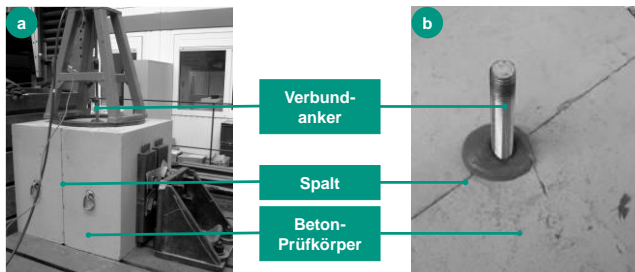 a
b
Verbund-
anker
Spalt
Beton-
Prüfkörper